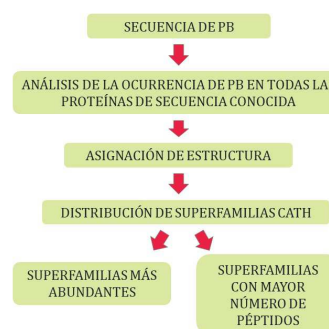 SECUENCIA DE PB
ANÁLISIS DE LA OCURRENCIA DE PB EN TODAS LA
PROTEÍNAS DE SECUENCIA CONOCIDA
ASIGNACIÓN DE ESTRUCTURA
DISTRIBUCIÓN DE SUPERFAMILIAS CATH
SUPERFAMILIAS MÁS
ABUNDANTES
SUPERFAMILIAS
CON MAYOR
NÚMERO DE
PÉPTIDOS